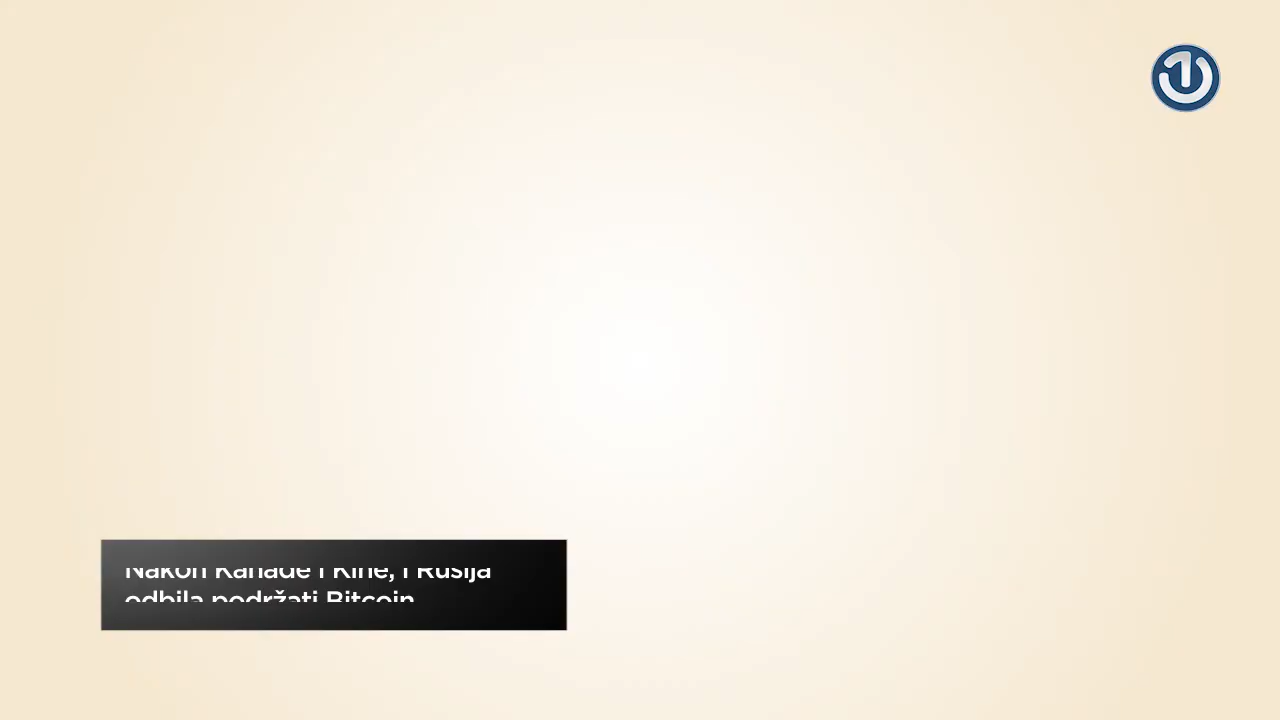 Nakon Kanade i Kine, i Rusija
odbila podržati Bitcoin